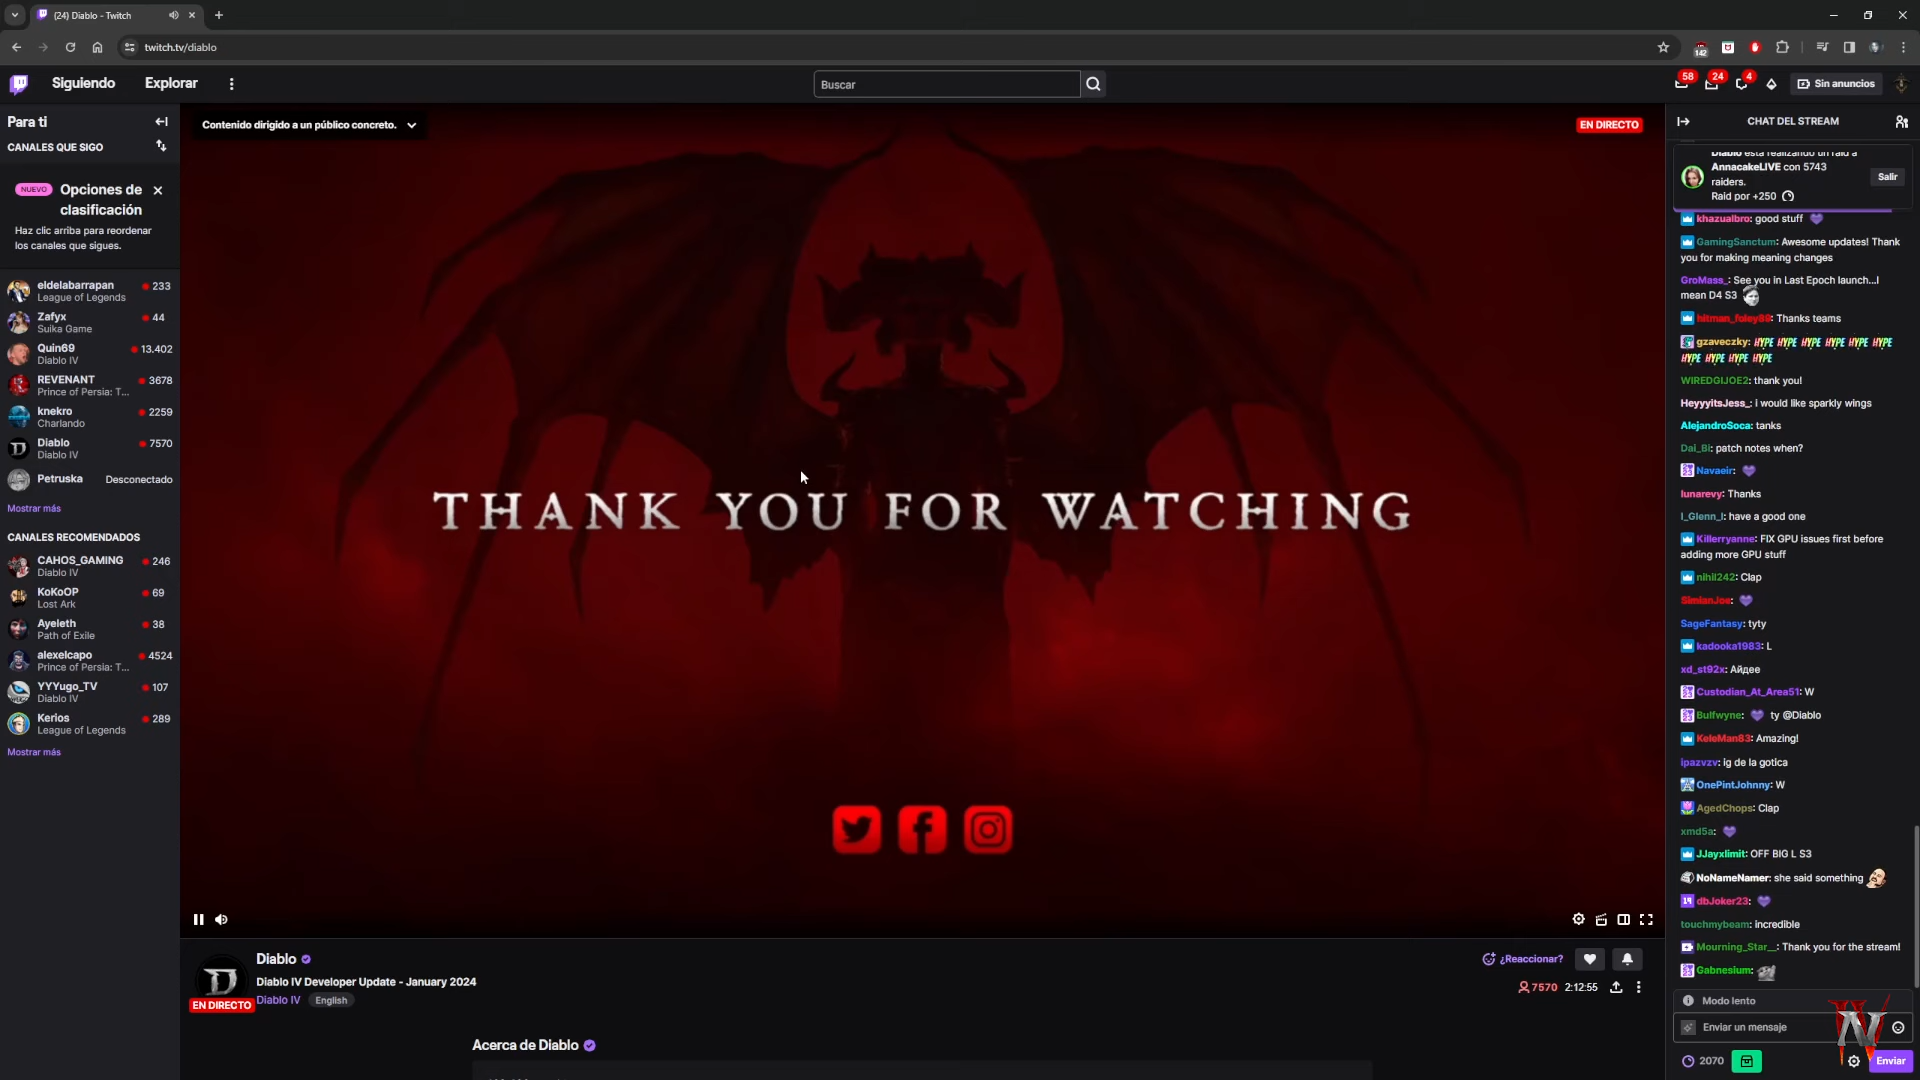 (24) Diablo - Twitch
twitch.tv/diablo
142
Siguiendo
Explorar
Buscar
58
24
4
Sin anuncios
Para ti
CANALES QUE SIGO
NUEVO
Opciones de
clasificación
Haz clic arriba para reordenar
los canales que sigues.
eldelabarrapan
233
League of Legends
Zafyx
44
Suika Game
Quin69
13.402
Diablo IV
REVENANT
3678
Prince of Persia: T...
knekro
2259
Charlando
Diablo
7570
Diablo IV
Petruska
Desconectado
Mostrar más
CANALES RECOMENDADOS
CAHOS_GAMING
246
Diablo IV
KoKoOP
69
Lost Ark
Ayeleth
38
Path of Exile
alexelcapo
4524
Prince of Persia: T...
YYYugo_TV
107
Diablo IV
Kerios
289
League of Legends
Mostrar más
Contenido dirigido a un público concreto.
EN DIRECTO
THANK YOU FOR WATCHING
Diablo
Diablo IV Developer Update - January 2024
Diablo IV
English
EN DIRECTO
¿Reaccionar?
7570
2:12:55
Acerca de Diablo
CHAT DEL STREAM
Diablo está realizando un raid a
AnnacakeLIVE con 5743
raiders.
Raid por +250
Salir
khazualbro: good stuff
GamingSanctum: Awesome updates! Thank
you for making meaning changes
GroMass_: See you in Last Epoch launch...I
mean D4 S3
hitman_foley88: Thanks teams
gzaveczky: HYPE HYPE HYPE HYPE HYPE HYPE
HYPE HYPE HYPE HYPE
WIREDGIJOE2: thank you!
HeyyyitsJess_: i would like sparkly wings
AlejandroSoca: tanks
Dai_Bi: patch notes when?
Navaeir:
lunarevy: Thanks
I_Glenn_I: have a good one
Killerryanne: FIX GPU issues first before
adding more GPU stuff
nihil242: Clap
SimianJoe:
SageFantasy: tyty
kadooka1983: L
xd_st92x: Айдее
Custodian_At_Area51: W
Bulfwyne: ty @Diablo
KeleMan83: Amazing!
ipazvzv: ig de la gotica
OnePintJohnny: W
AgedChops: Clap
xmd5a:
JJayxlimit: OFF BIG L S3
NoNameNamer: she said something
dbJoker23:
touchmybeam: incredible
Mourning_Star__: Thank you for the stream!
Gabnesium:
Modo lento
Enviar un mensaje
2070
IV
Enviar